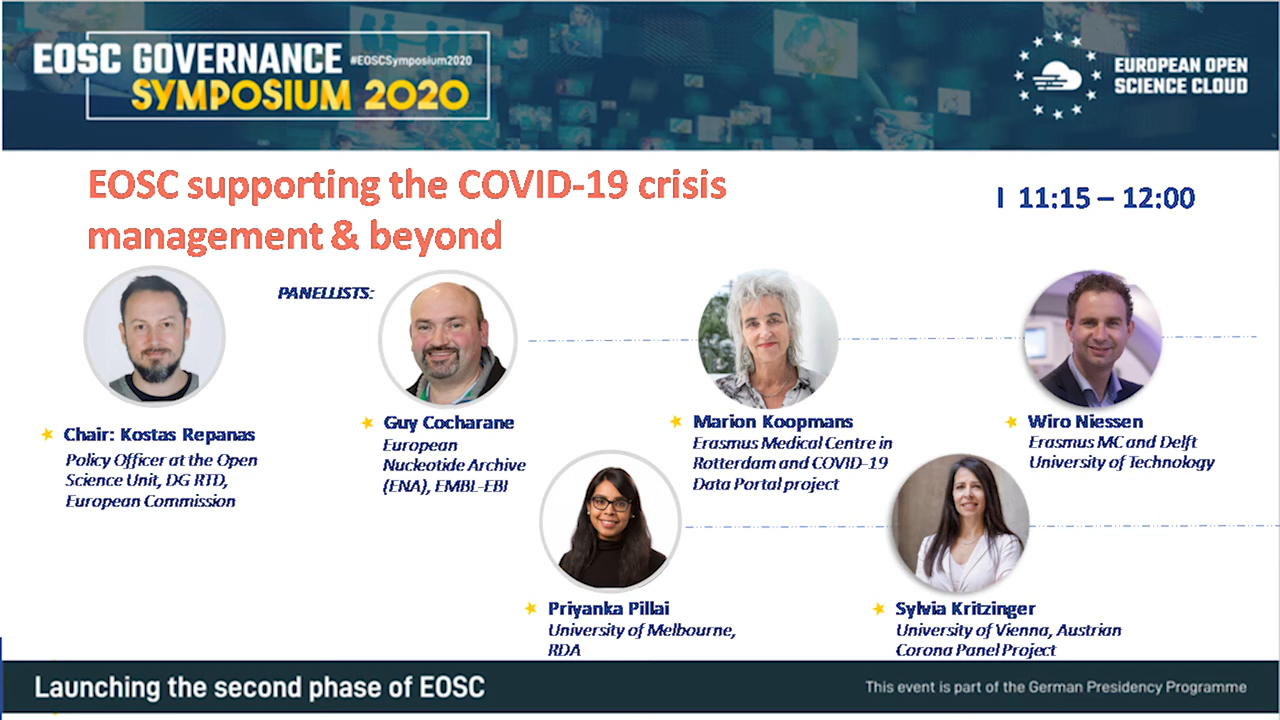 EOSC GOVERNANCE #EOSCSymposium2020
SYMPOSIUM 2020
EUROPEAN OPEN
SCIENCE CLOUD
EOSC supporting the COVID-19 crisis
management & beyond
| 11:15 – 12:00
PANELLISTS:
Chair: Kostas Repanas
Policy Officer at the Open
Science Unit, DG RTD,
European Commission
Guy Cocharane
European
Nucleotide Archive
(ENA), EMBL-EBI
Marion Koopmans
Erasmus Medical Centre in
Rotterdam and COVID-19
Data Portal project
Wiro Niessen
Erasmus MC and Delft
University of Technology
Priyanka Pillai
University of Melbourne,
RDA
Sylvia Kritzinger
University of Vienna, Austrian
Corona Panel Project
Launching the second phase of EOSC
This event is part of the German Presidency Programme